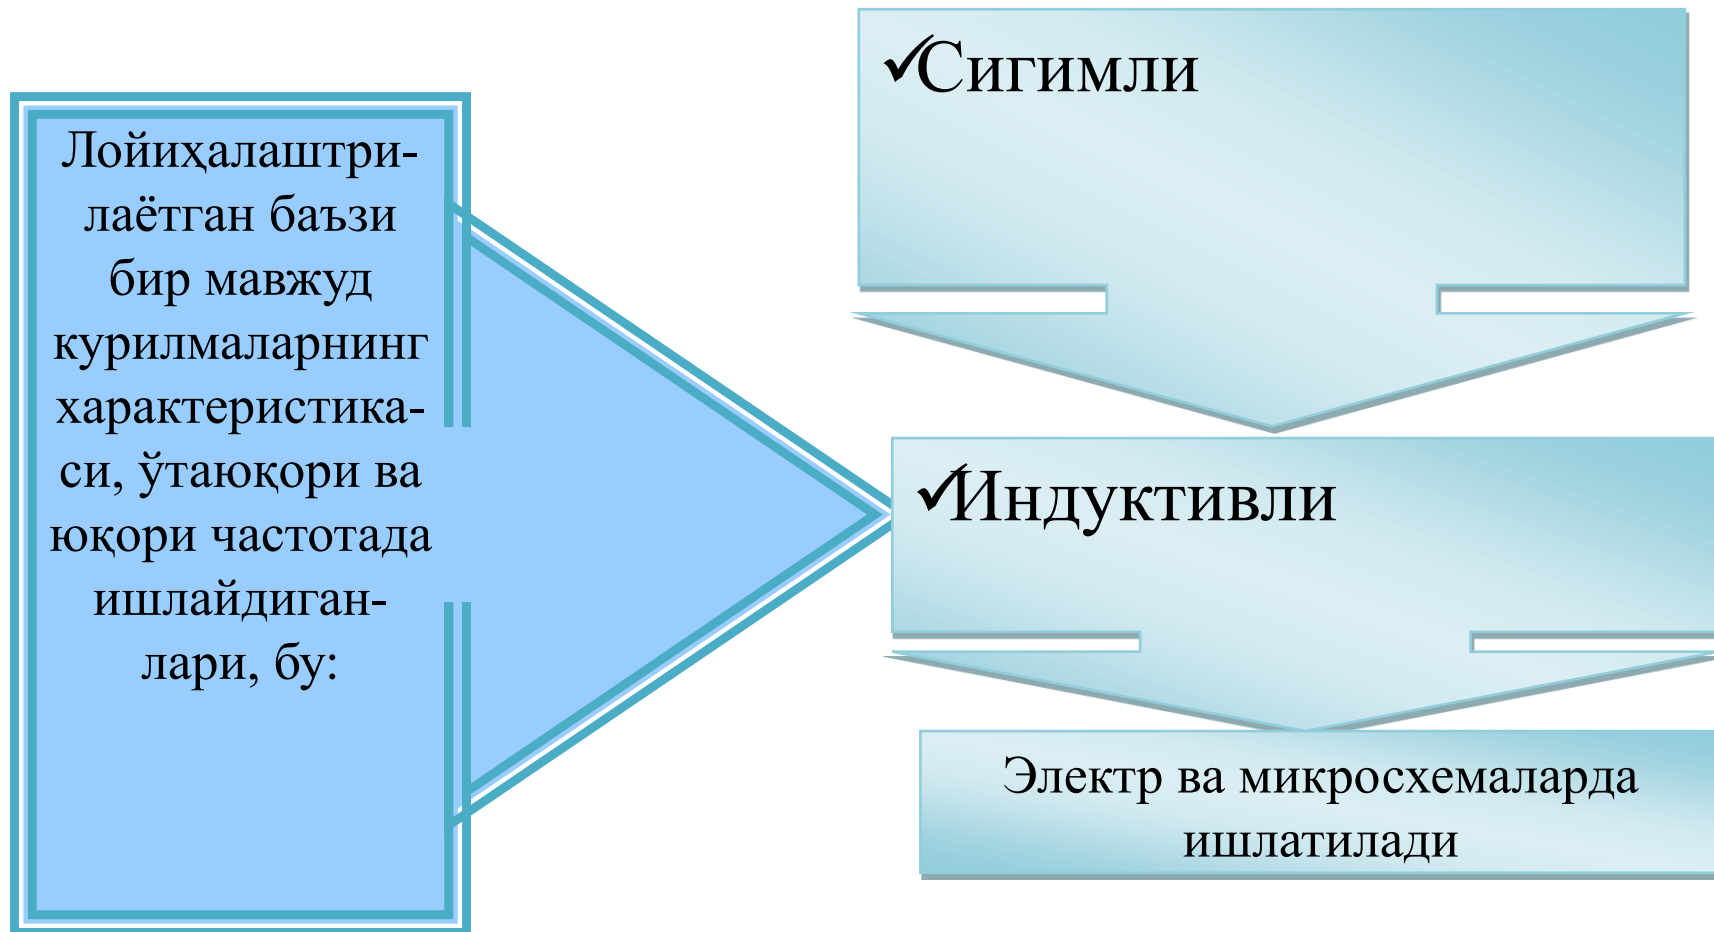 Лойиҳалаштри-
лаётган баъзи
бир мавжуд
курилмаларнинг
характеристика-
си, ўтаюқори ва
юқори частотада
ишлайдиган-
лари, бу:
✓Сигимли
✓Индуктивли
Электр ва микросхемаларда
ишлатилади